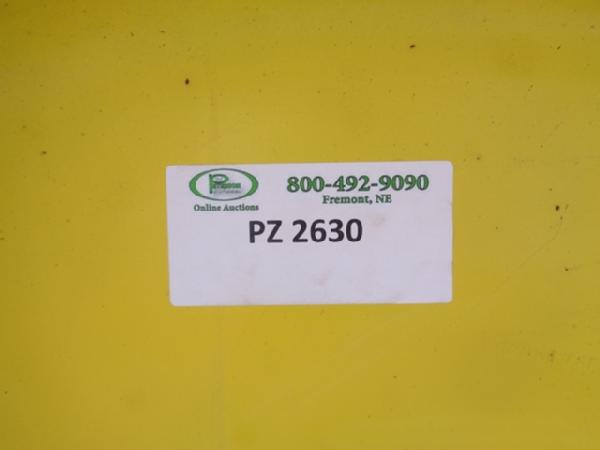 800-492-9090
Online Auctions
Fremont, NE
PZ 2630